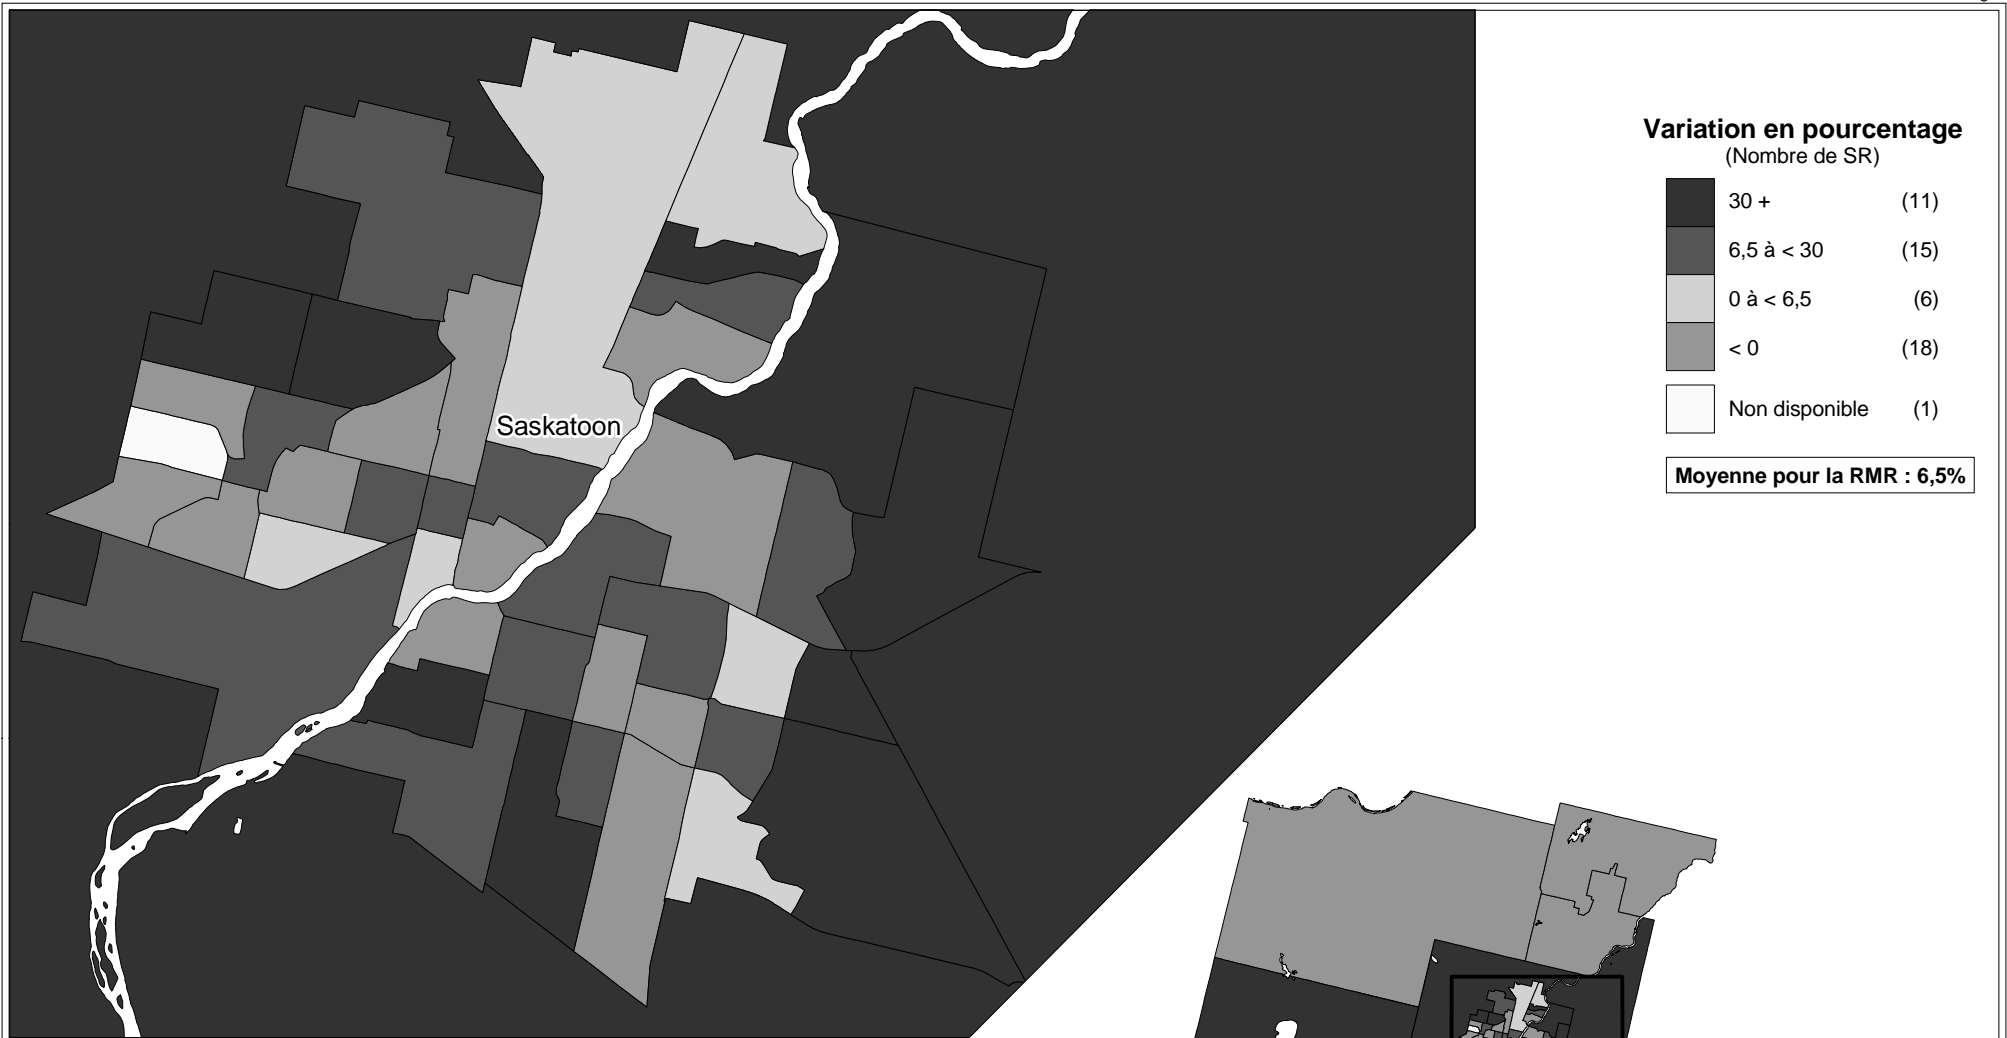 Variation en pourcentage
(Nombre de SR)
30 + (11)
6,5 à < 30 (15)
0 à < 6,5 (6)
< 0 (18)
Non disponible (1)
Moyenne pour la RMR : 6,5%
Saskatoon